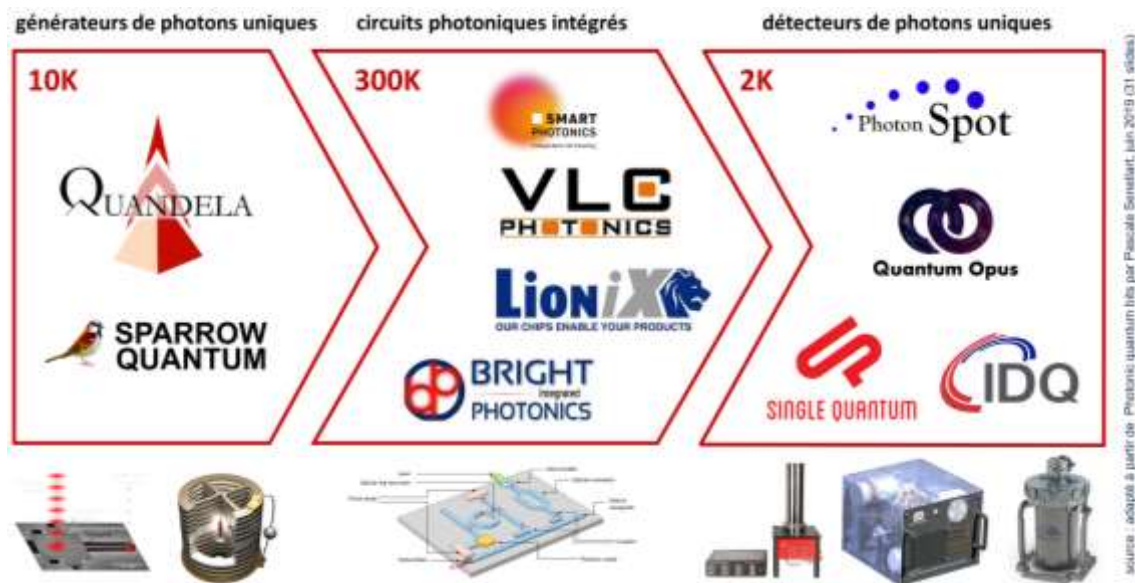 générateurs de photons uniques
circuits photoniques intégrés
détecteurs de photons uniques
10K
QUANDELA
SPARROW
QUANTUM
300K
SMART
PHOTONICS
VLC
PHOTONICS
LioniX
OUR CHIPS ENABLE YOUR PRODUCTS
BRIGHT
integrated
PHOTONICS
2K
Photon Spot
Quantum Opus
SINGLE QUANTUM
IDQ
source : adapté à partir de Photonic quantum bits par Pascale Senellart, juin 2019 (31 slides)